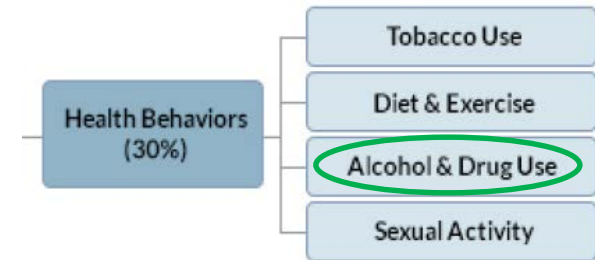 Health Behaviors
(30%)
Tobacco Use
Diet & Exercise
Alcohol & Drug Use
Sexual Activity